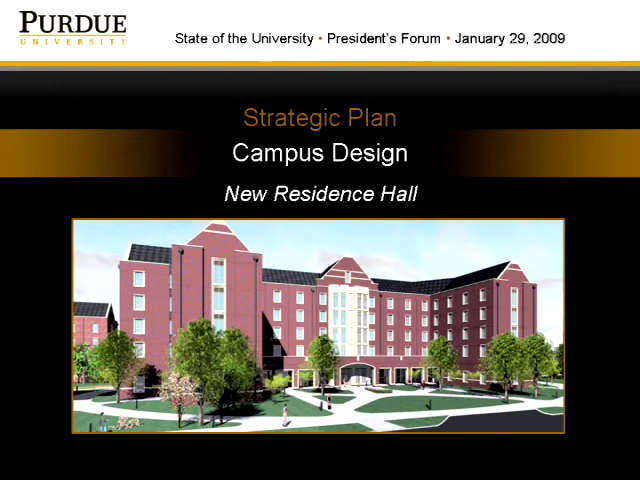 PURDUE
UNIVERSITY
State of the University • President's Forum • January 29, 2009
Strategic Plan
Campus Design
New Residence Hall